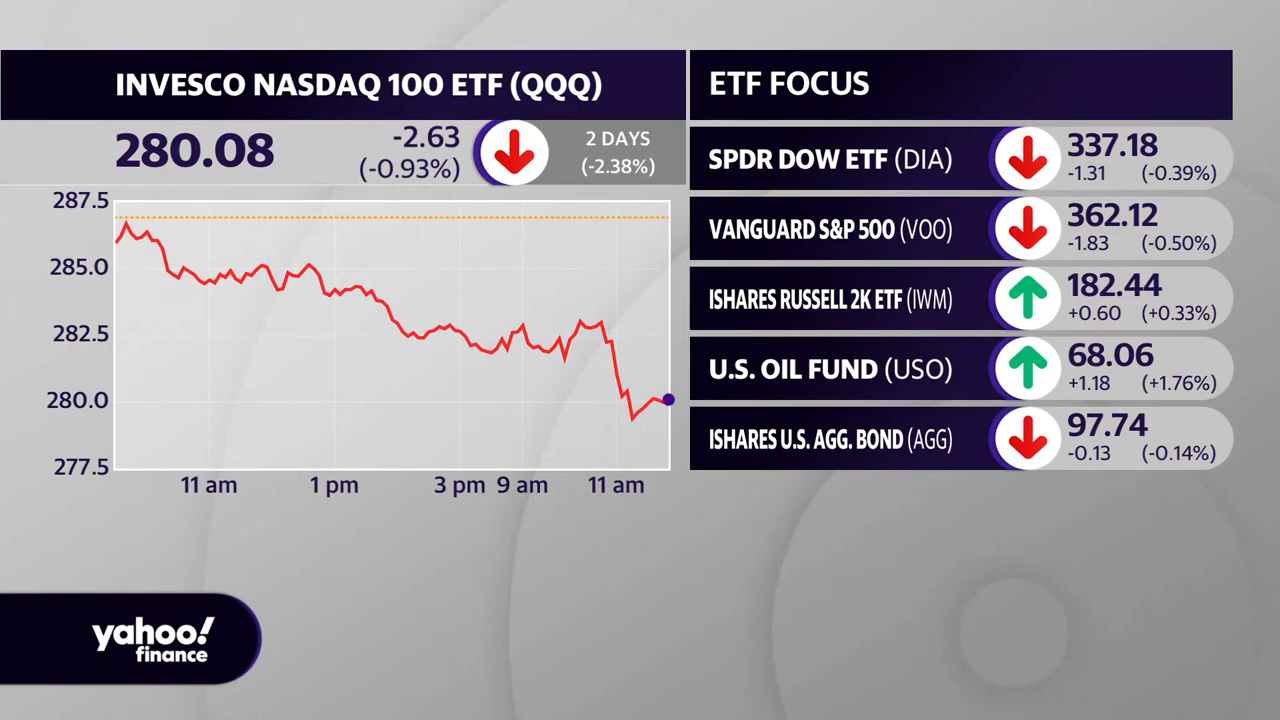 INVESCO NASDAQ 100 ETF (QQQ)
280.08
-2.63
(-0.93%)
2 DAYS
(-2.38%)
287.5
285.0
282.5
280.0
277.5
11 am 1 pm 3 pm 9 am 11 am
ETF FOCUS
SPDR DOW ETF (DIA)
337.18
-1.31 (-0.39%)
VANGUARD S&P 500 (VOO)
362.12
-1.83 (-0.50%)
ISHARES RUSSELL 2K ETF (IWM)
182.44
+0.60 (+0.33%)
U.S. OIL FUND (USO)
68.06
+1.18 (+1.76%)
ISHARES U.S. AGG. BOND (AGG)
97.74
-0.13 (-0.14%)
yahoo!
finance